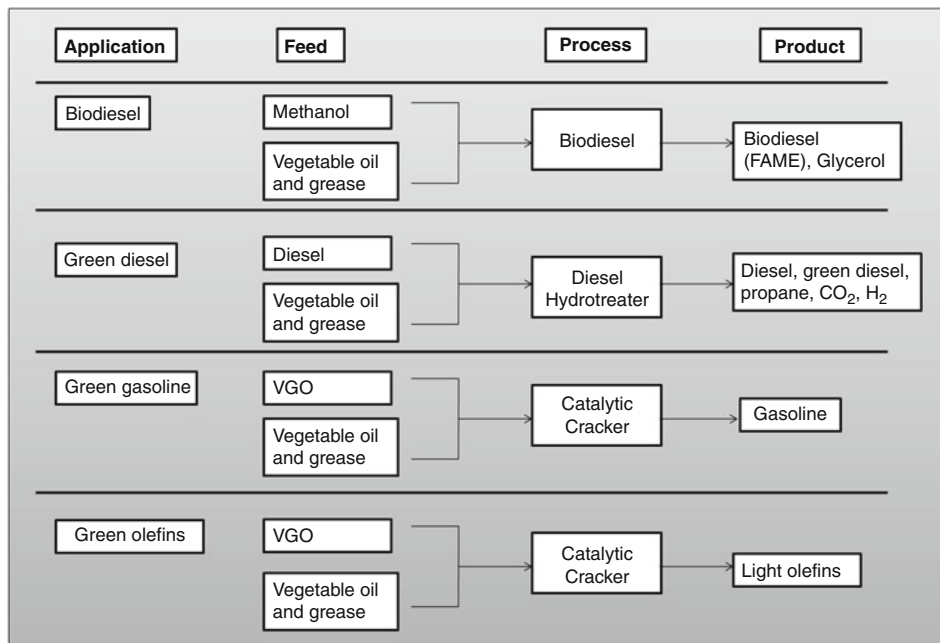 Application Feed Process Product
Biodiesel
Methanol
Vegetable oil
and grease
Biodiesel
Biodiesel
(FAME), Glycerol
Green diesel
Diesel
Vegetable oil
and grease
Diesel
Hydrotreater
Diesel, green diesel,
propane, CO₂, H₂
Green gasoline
VGO
Vegetable oil
and grease
Catalytic
Cracker
Gasoline
Green olefins
VGO
Vegetable oil
and grease
Catalytic
Cracker
Light olefins